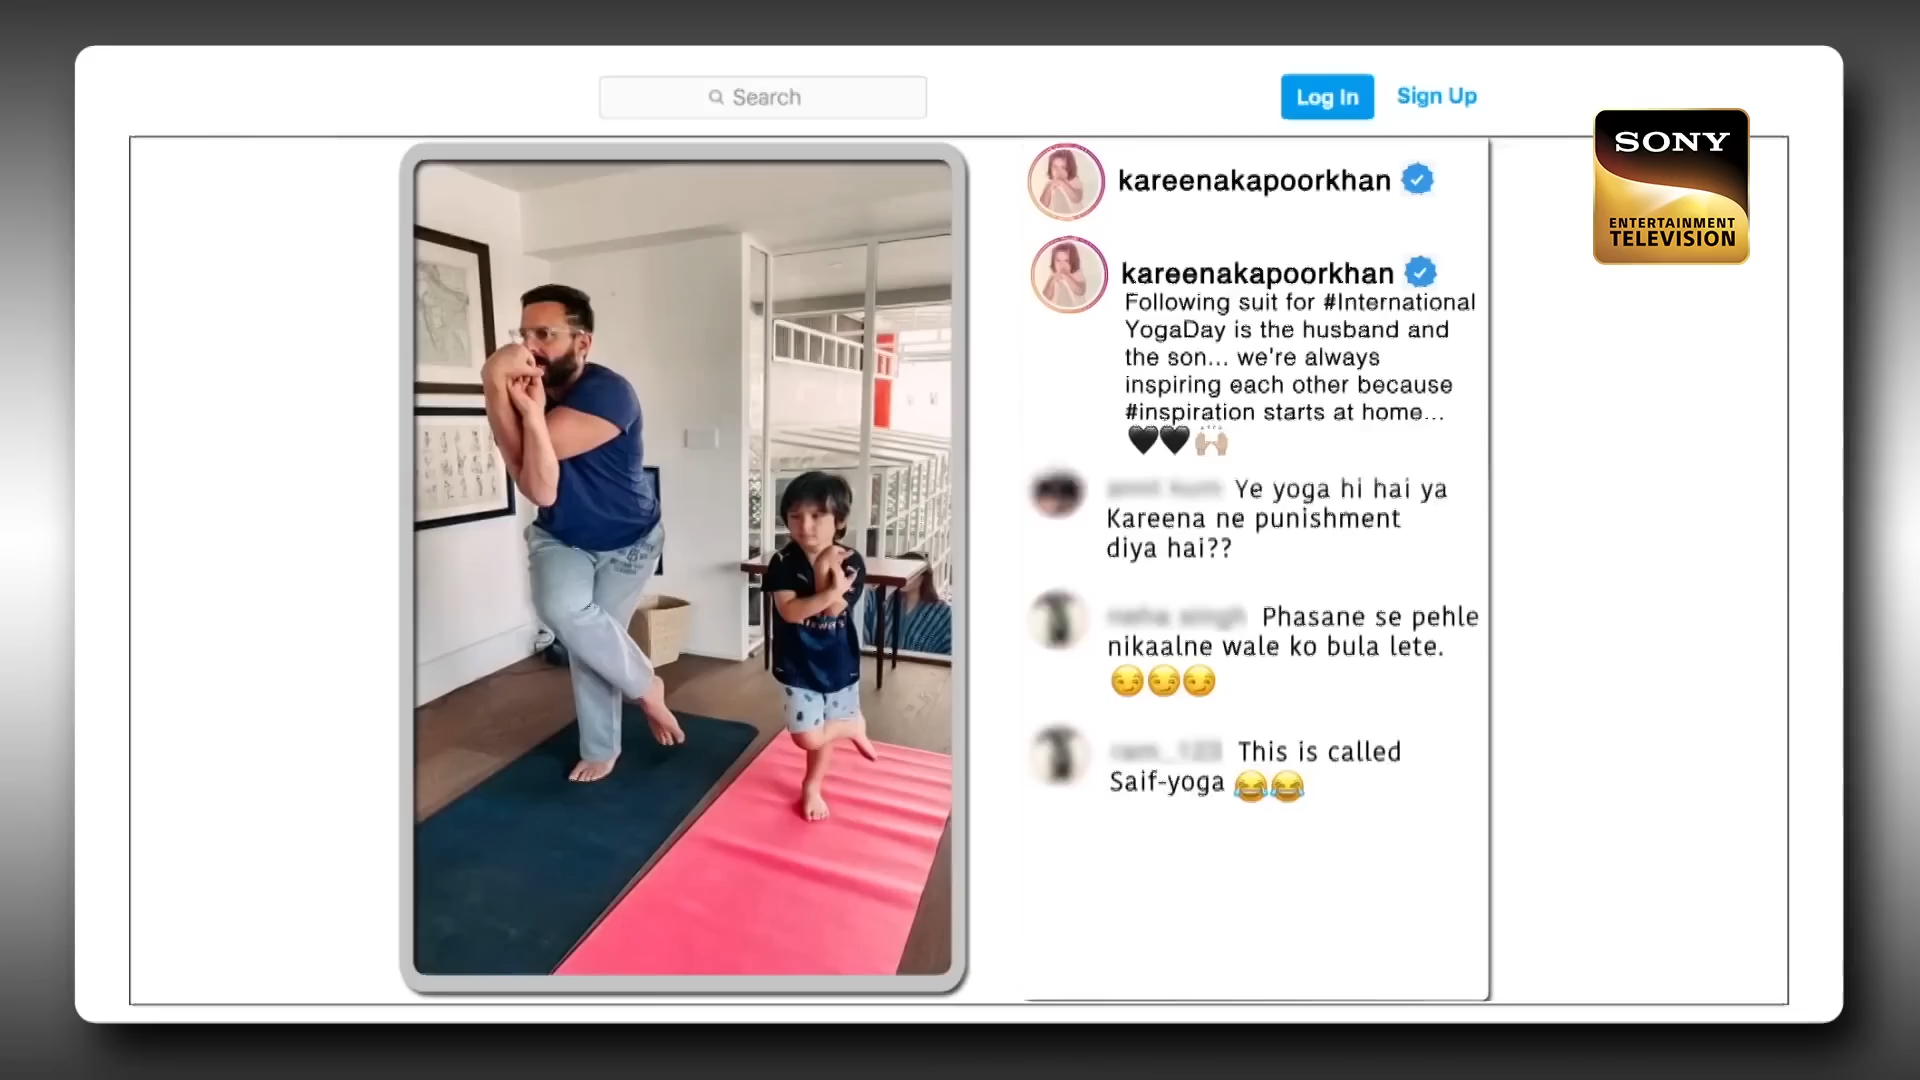 Search
Log In
Sign Up
SONY
ENTERTAINMENT
TELEVISION
kareenakapoorkhan
kareenakapoorkhan
Following suit for #International
YogaDay is the husband and
the son... we're always
inspiring each other because
#inspiration starts at home...
🖤🖤🙌🏼
Ye yoga hi hai ya
Kareena ne punishment
diya hai??
Phasane se pehle
nikaalne wale ko bula lete.
😏😏😏
This is called
Saif-yoga 😂😂